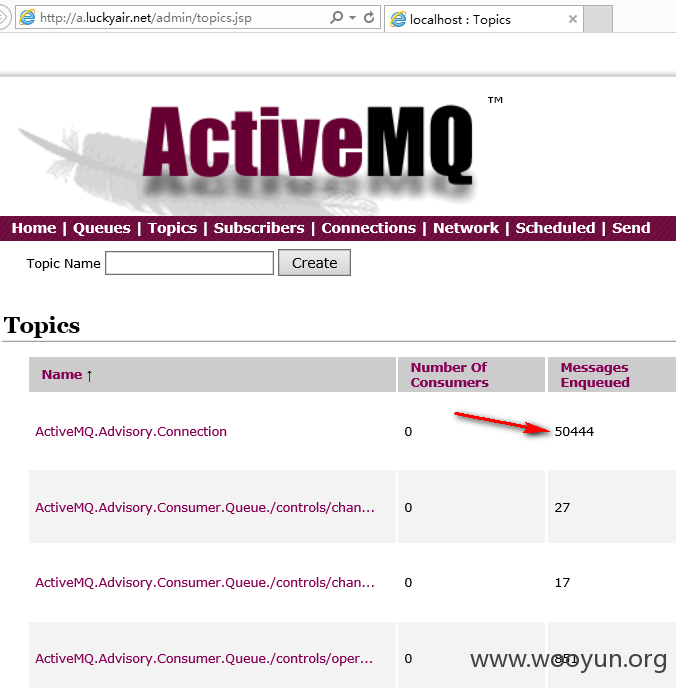 http://a.luckyair.net/admin/topics.jsp
localhost : Topics
ActiveMQ™
Home | Queues | Topics | Subscribers | Connections | Network | Scheduled | Send
Topic Name Create
Topics
Name ↑ Number Of Consumers Messages Enqueued
ActiveMQ.Advisory.Connection 0 50444
ActiveMQ.Advisory.Consumer.Queue./controls/chan... 0 27
ActiveMQ.Advisory.Consumer.Queue./controls/chan... 0 17
ActiveMQ.Advisory.Consumer.Queue./controls/oper... 0
www.wooyun.org